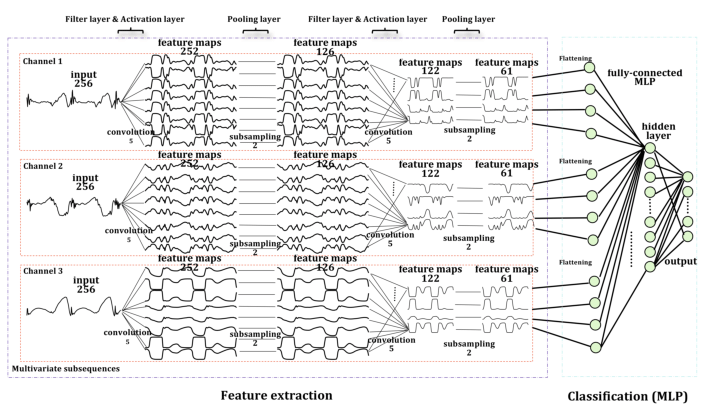 Filter layer & Activation layer
Pooling layer
Filter layer & Activation layer
Pooling layer
Channel 1
input
256
feature maps
252
feature maps
126
feature maps
122
feature maps
61
convolution
5
subsampling
2
convolution
5
subsampling
2
Flattening
fully-connected
MLP
hidden
layer
Channel 2
input
256
feature maps
252
feature maps
126
feature maps
122
feature maps
61
convolution
5
subsampling
2
convolution
5
subsampling
2
Flattening
output
Channel 3
input
256
feature maps
252
feature maps
126
feature maps
122
feature maps
61
convolution
5
subsampling
2
convolution
5
subsampling
2
Flattening
Multivariate subsequences
Feature extraction
Classification (MLP)